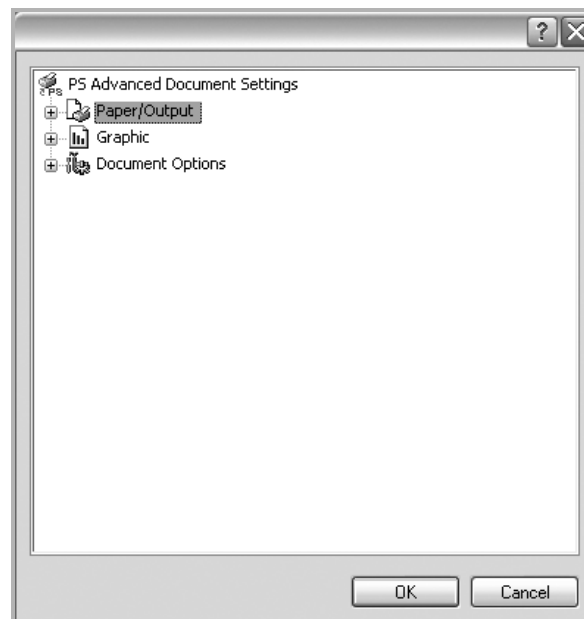 PS Advanced Document Settings
Paper/Output
Graphic
Document Options
OK
Cancel